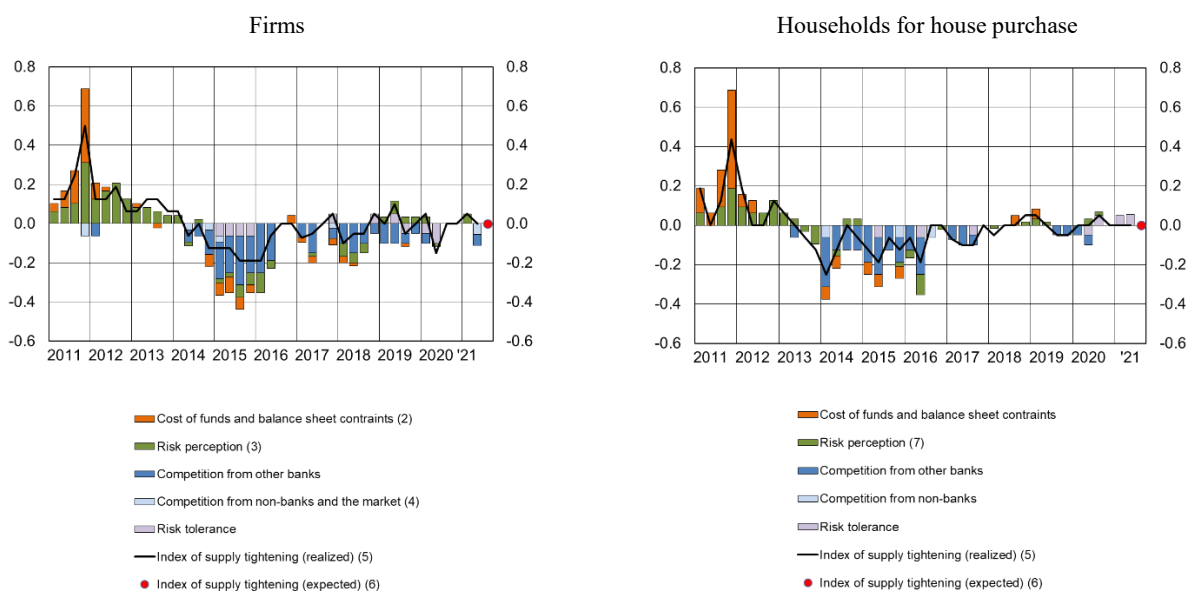 Firms
0.8 0.8
0.6 0.6
0.4 0.4
0.2 0.2
0.0 0.0
-0.2 -0.2
-0.4 -0.4
-0.6 -0.6
2011 2012 2013 2014 2015 2016 2017 2018 2019 2020 '21
Cost of funds and balance sheet contraints (2)
Risk perception (3)
Competition from other banks
Competition from non-banks and the market (4)
Risk tolerance
Index of supply tightening (realized) (5)
Index of supply tightening (expected) (6)
Households for house purchase
0.8 0.8
0.6 0.6
0.4 0.4
0.2 0.2
0.0 0.0
-0.2 -0.2
-0.4 -0.4
-0.6 -0.6
2011 2012 2013 2014 2015 2016 2017 2018 2019 2020 '21
Cost of funds and balance sheet contraints
Risk perception (7)
Competition from other banks
Competition from non-banks
Risk tolerance
Index of supply tightening (realized) (5)
Index of supply tightening (expected) (6)